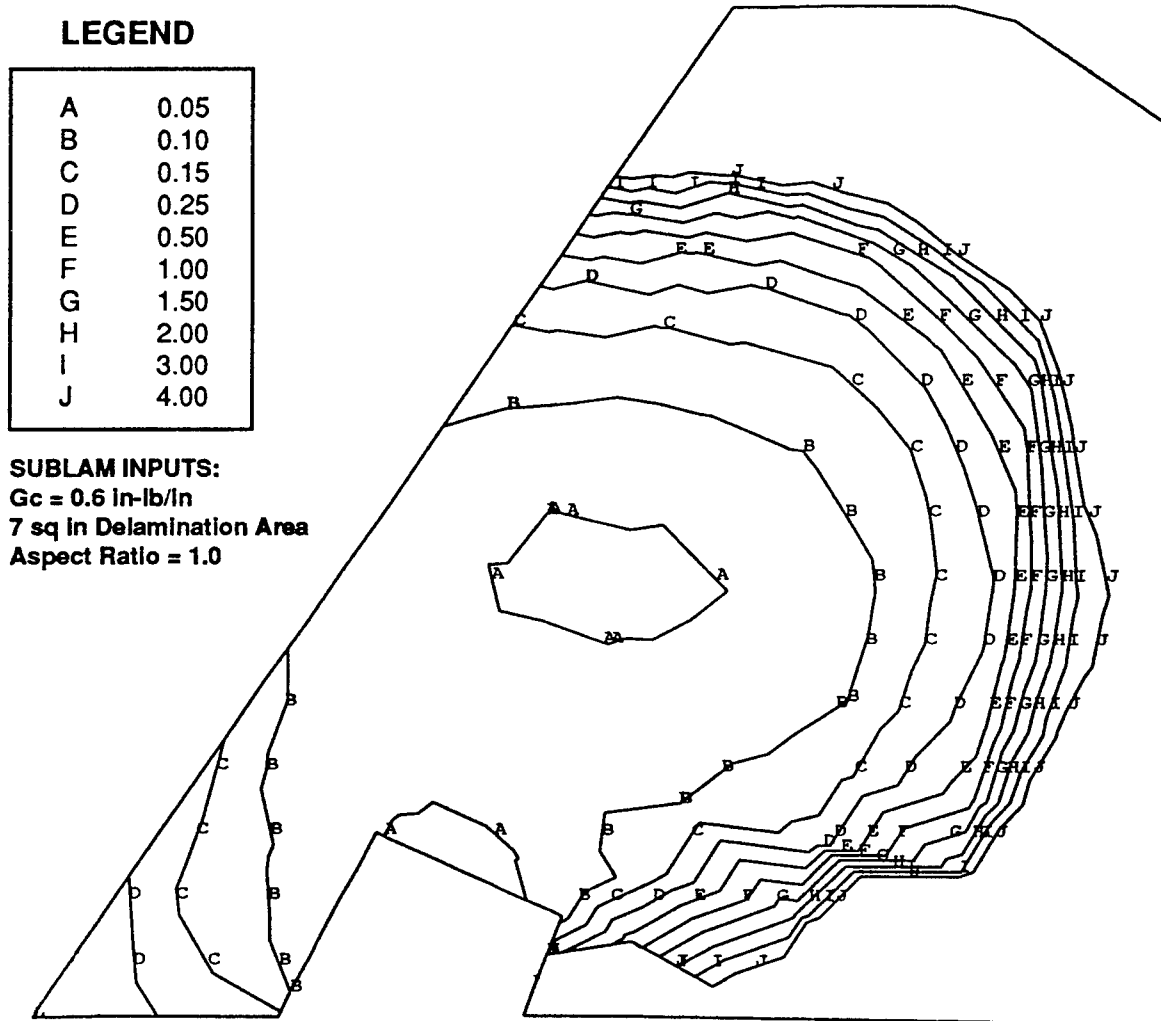 LEGEND
A 0.05
B 0.10
C 0.15
D 0.25
E 0.50
F 1.00
G 1.50
H 2.00
I 3.00
J 4.00
SUBLAM INPUTS:
Gc = 0.6 in-lb/in
7 sq in Delamination Area
Aspect Ratio = 1.0
J
I I I I I J
H
G
E E F G H I J
D D
C C D E F G H I J
C D E F G H I J
B
B C D E F G H I J
A A B C D E F G H I J
A A B C D E F G H I J
A A B C D E F G H I J
B B B C D E F G H I J
C B B C D E F G H I J
B
C B A A B C D E F G H I J
D E F G H
H I
D C B B C D E F G H I J
D C B J I J
B